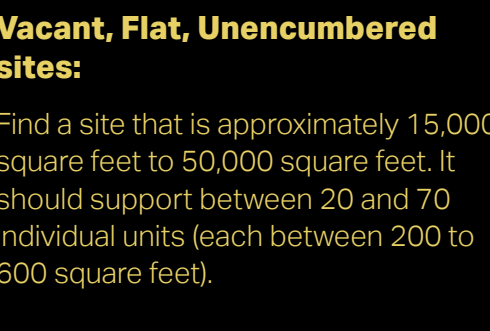 Vacant, Flat, Unencumbered
sites:
Find a site that is approximately 15,000
square feet to 50,000 square feet. It
should support between 20 and 70
individual units (each between 200 to
600 square feet).